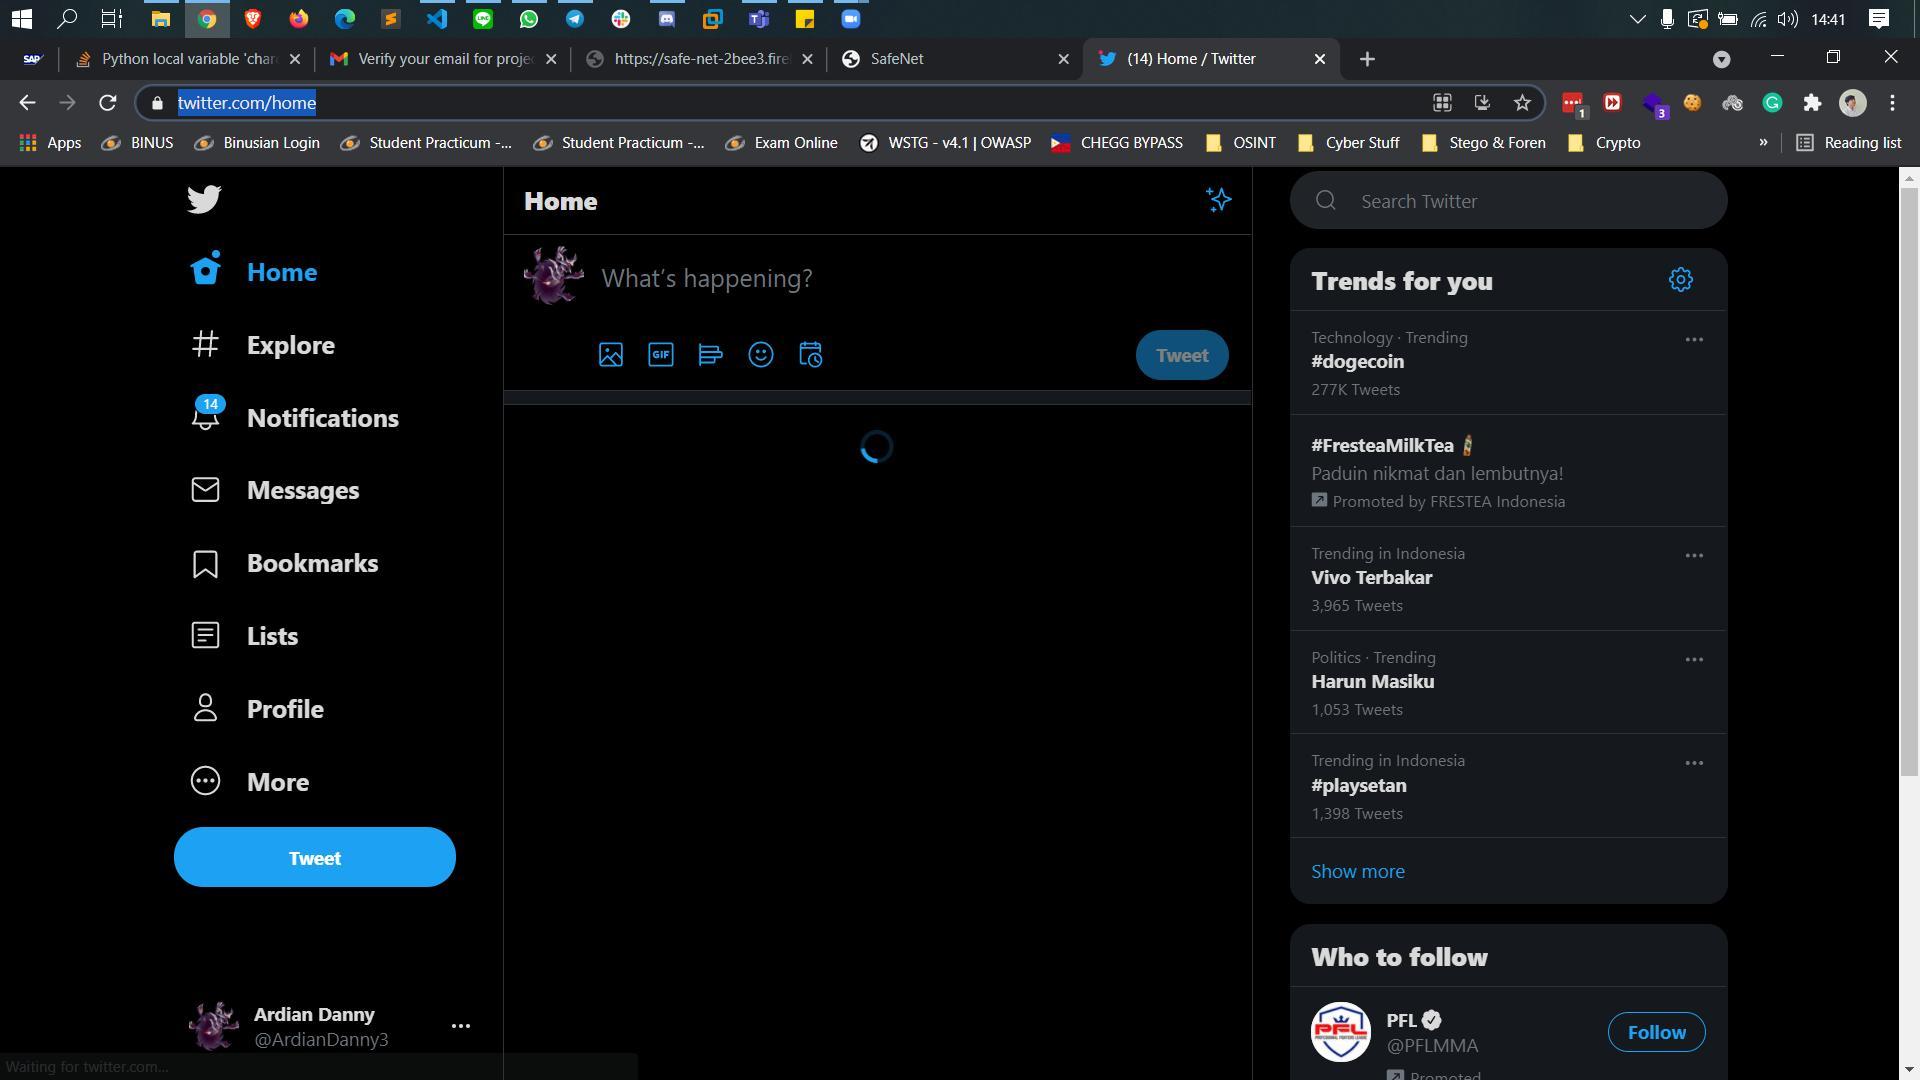 14:41
SAP
Python local variable 'char
Verify your email for projec
https://safe-net-2bee3.fire
SafeNet
(14) Home / Twitter
twitter.com/home
1
3
Apps
BINUS
Binusian Login
Student Practicum -...
Student Practicum -...
Exam Online
WSTG - v4.1 | OWASP
CHEGG BYPASS
OSINT
Cyber Stuff
Stego & Foren
Crypto
»
Reading list
Home
Explore
14
Notifications
Messages
Bookmarks
Lists
Profile
More
Tweet
Ardian Danny
@ArdianDanny3
Waiting for twitter.com...
Home
What's happening?
GIF
Tweet
Search Twitter
Trends for you
Technology · Trending
#dogecoin
277K Tweets
#FresteaMilkTea
Paduin nikmat dan lembutnya!
Promoted by FRESTEA Indonesia
Trending in Indonesia
Vivo Terbakar
3,965 Tweets
Politics · Trending
Harun Masiku
1,053 Tweets
Trending in Indonesia
#playsetan
1,398 Tweets
Show more
Who to follow
PFL
PFL
@PFLMMA
Follow
Promoted